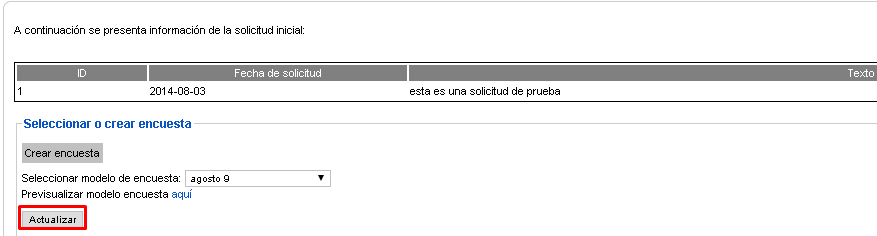 A continuación se presenta información de la solicitud inicial:
ID Fecha de solicitud Texto
1 2014-08-03 esta es una solicitud de prueba
Seleccionar o crear encuesta
Crear encuesta
Seleccionar modelo de encuesta: agosto 9
Previsualizar modelo encuesta aquí
Actualizar